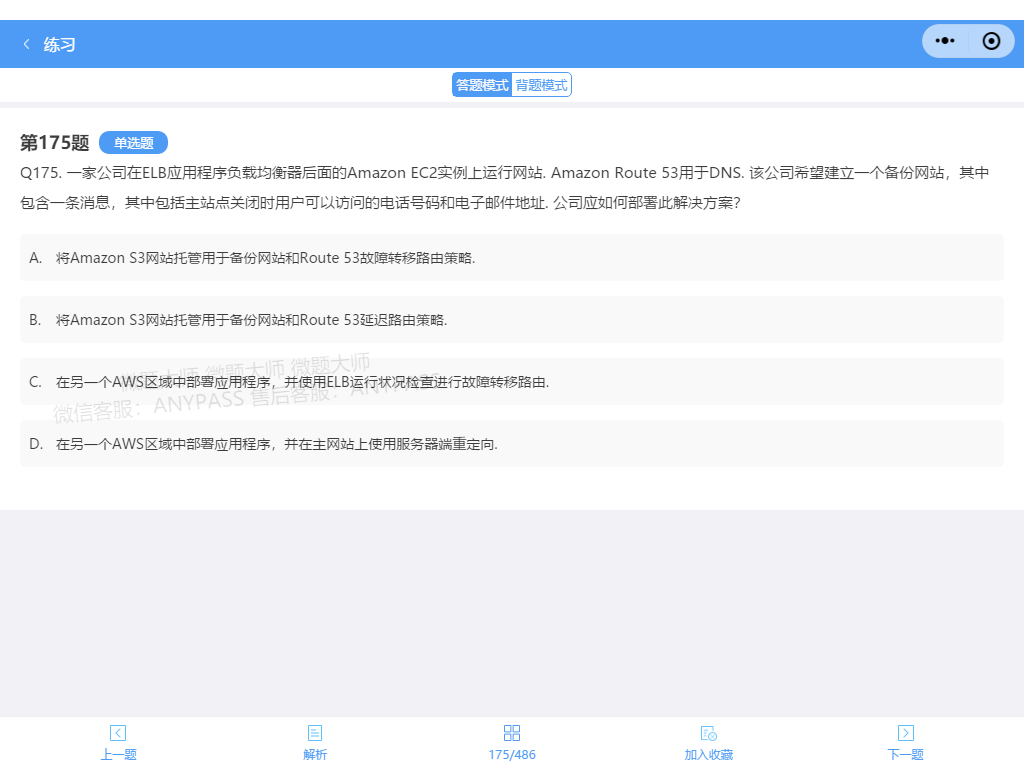 练习
答题模式 背题模式
第175题 单选题
Q175. 一家公司在ELB应用程序负载均衡器后面的Amazon EC2实例上运行网站. Amazon Route 53用于DNS. 该公司希望建立一个备份网站，其中
包含一条消息，其中包括主站点关闭时用户可以访问的电话号码和电子邮件地址. 公司应如何部署此解决方案？
A. 将Amazon S3网站托管用于备份网站和Route 53故障转移路由策略.
B. 将Amazon S3网站托管用于备份网站和Route 53延迟路由策略.
微题大师 微题大师 微题大师
C. 在另一个AWS区域中部署应用程序，并使用ELB运行状况检查进行故障转移路由.
微信客服：ANYPASS 售后客服：ANYPASS
D. 在另一个AWS区域中部署应用程序，并在主网站上使用服务器端重定向.
上一题 解析 175/486 加入收藏 下一题